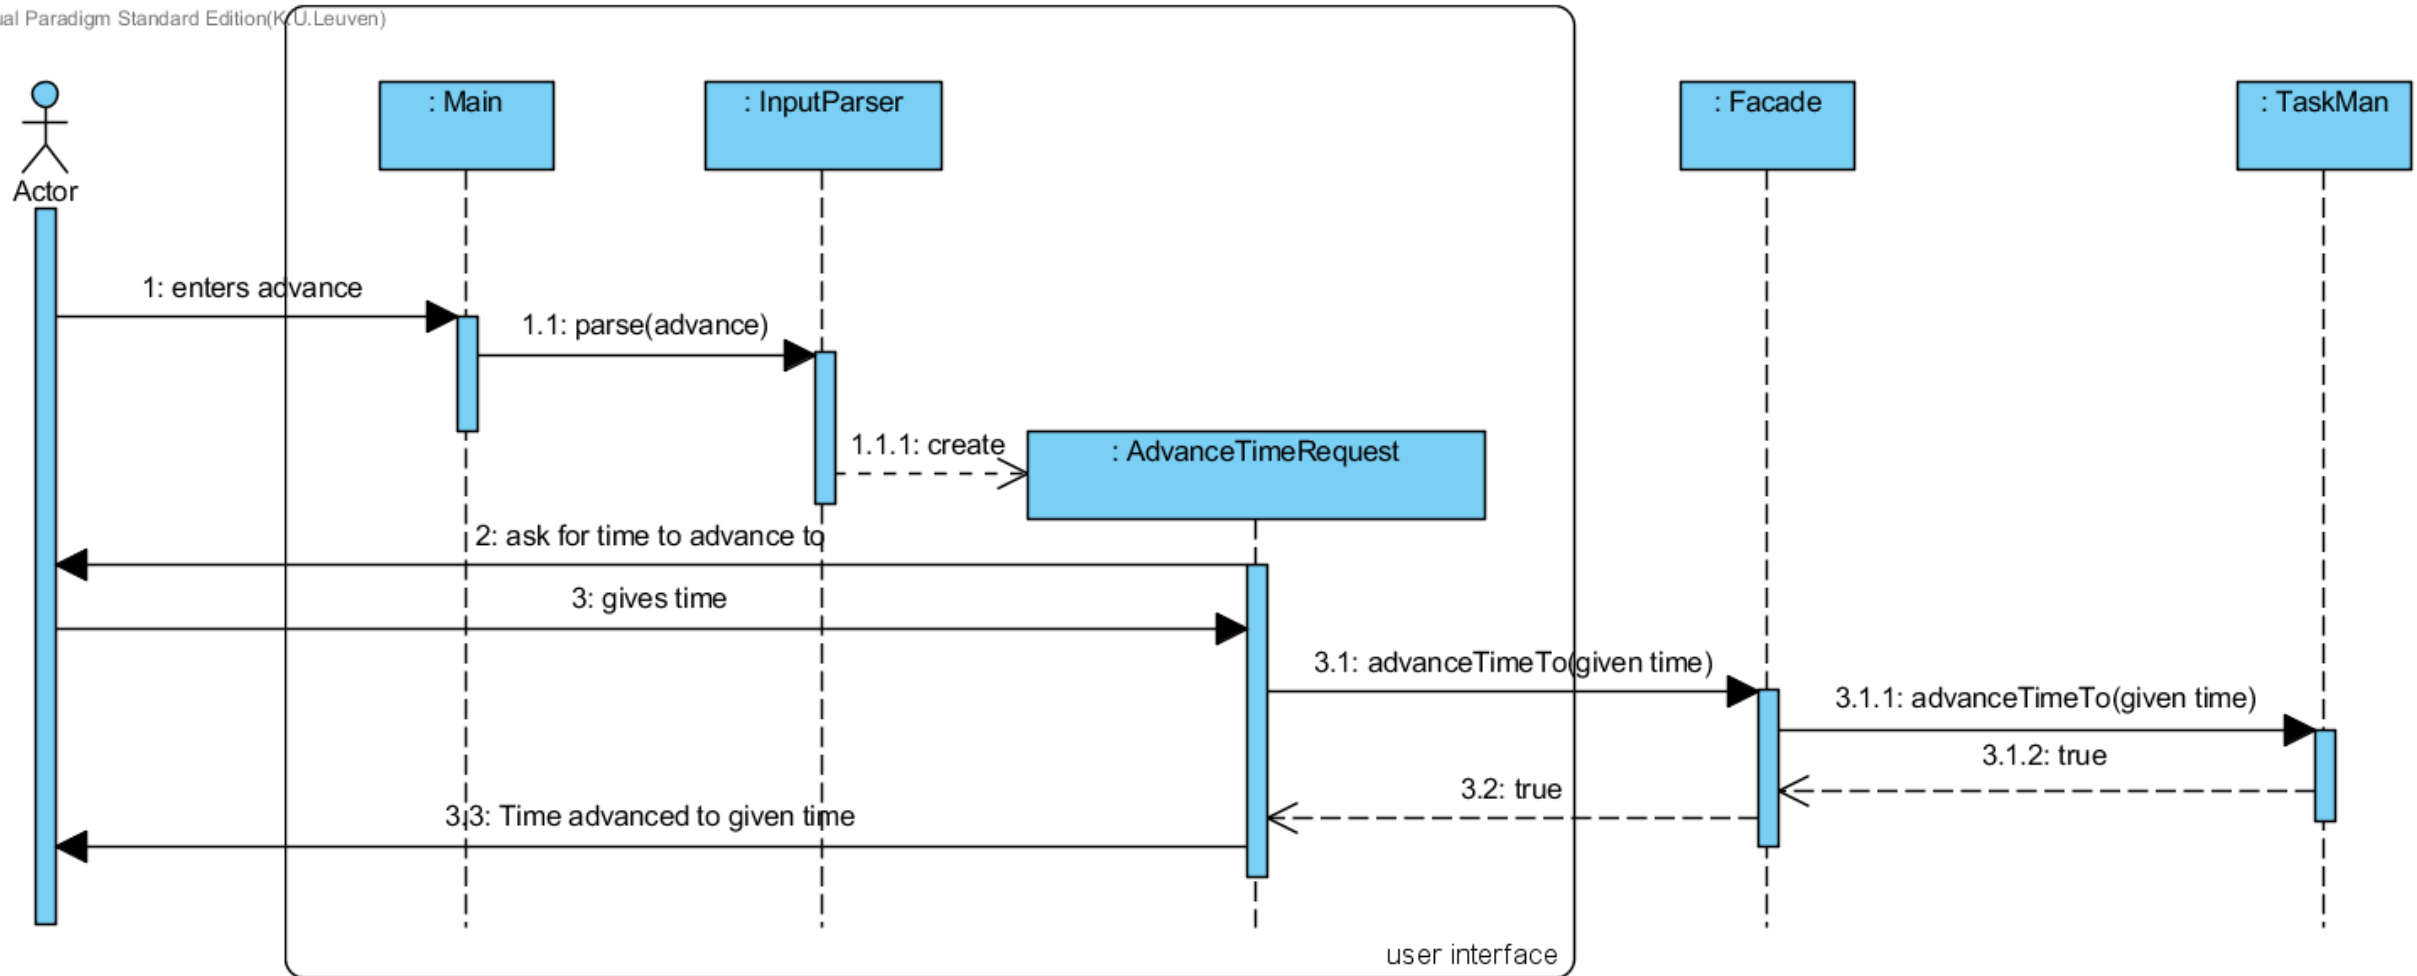 ual Paradigm Standard Edition(K.U.Leuven)
: Main
: InputParser
: Facade
: TaskMan
Actor
1: enters advance
1.1: parse(advance)
1.1.1: create
: AdvanceTimeRequest
2: ask for time to advance to
3: gives time
3.1: advanceTimeTo(given time)
3.1.1: advanceTimeTo(given time)
3.1.2: true
3.2: true
3.3: Time advanced to given time
user interface